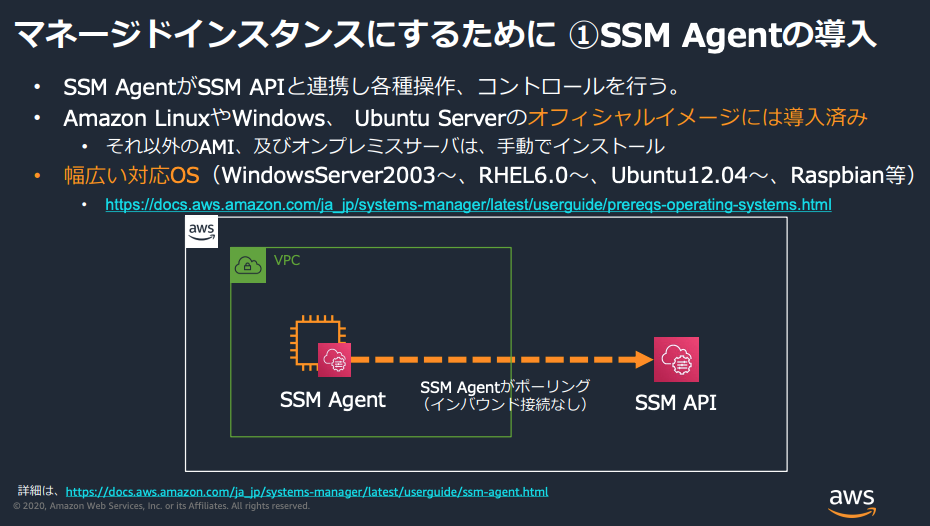 マネージドインスタンスにするために ①SSM Agentの導入
• SSM AgentがSSM APIと連携し各種操作、コントロールを行う。
• Amazon LinuxやWindows、 Ubuntu Serverのオフィシャルイメージには導入済み
• それ以外のAMI、及びオンプレミスサーバは、手動でインストール
• 幅広い対応OS（WindowsServer2003～、RHEL6.0～、Ubuntu12.04～、Raspbian等）
• https://docs.aws.amazon.com/ja_jp/systems-manager/latest/userguide/prereqs-operating-systems.html
aws
VPC
SSM Agent
SSM Agentがポーリング
（インバウンド接続なし）
SSM API
詳細は、https://docs.aws.amazon.com/ja_jp/systems-manager/latest/userguide/ssm-agent.html
© 2020, Amazon Web Services, Inc. or its Affiliates. All rights reserved.
aws